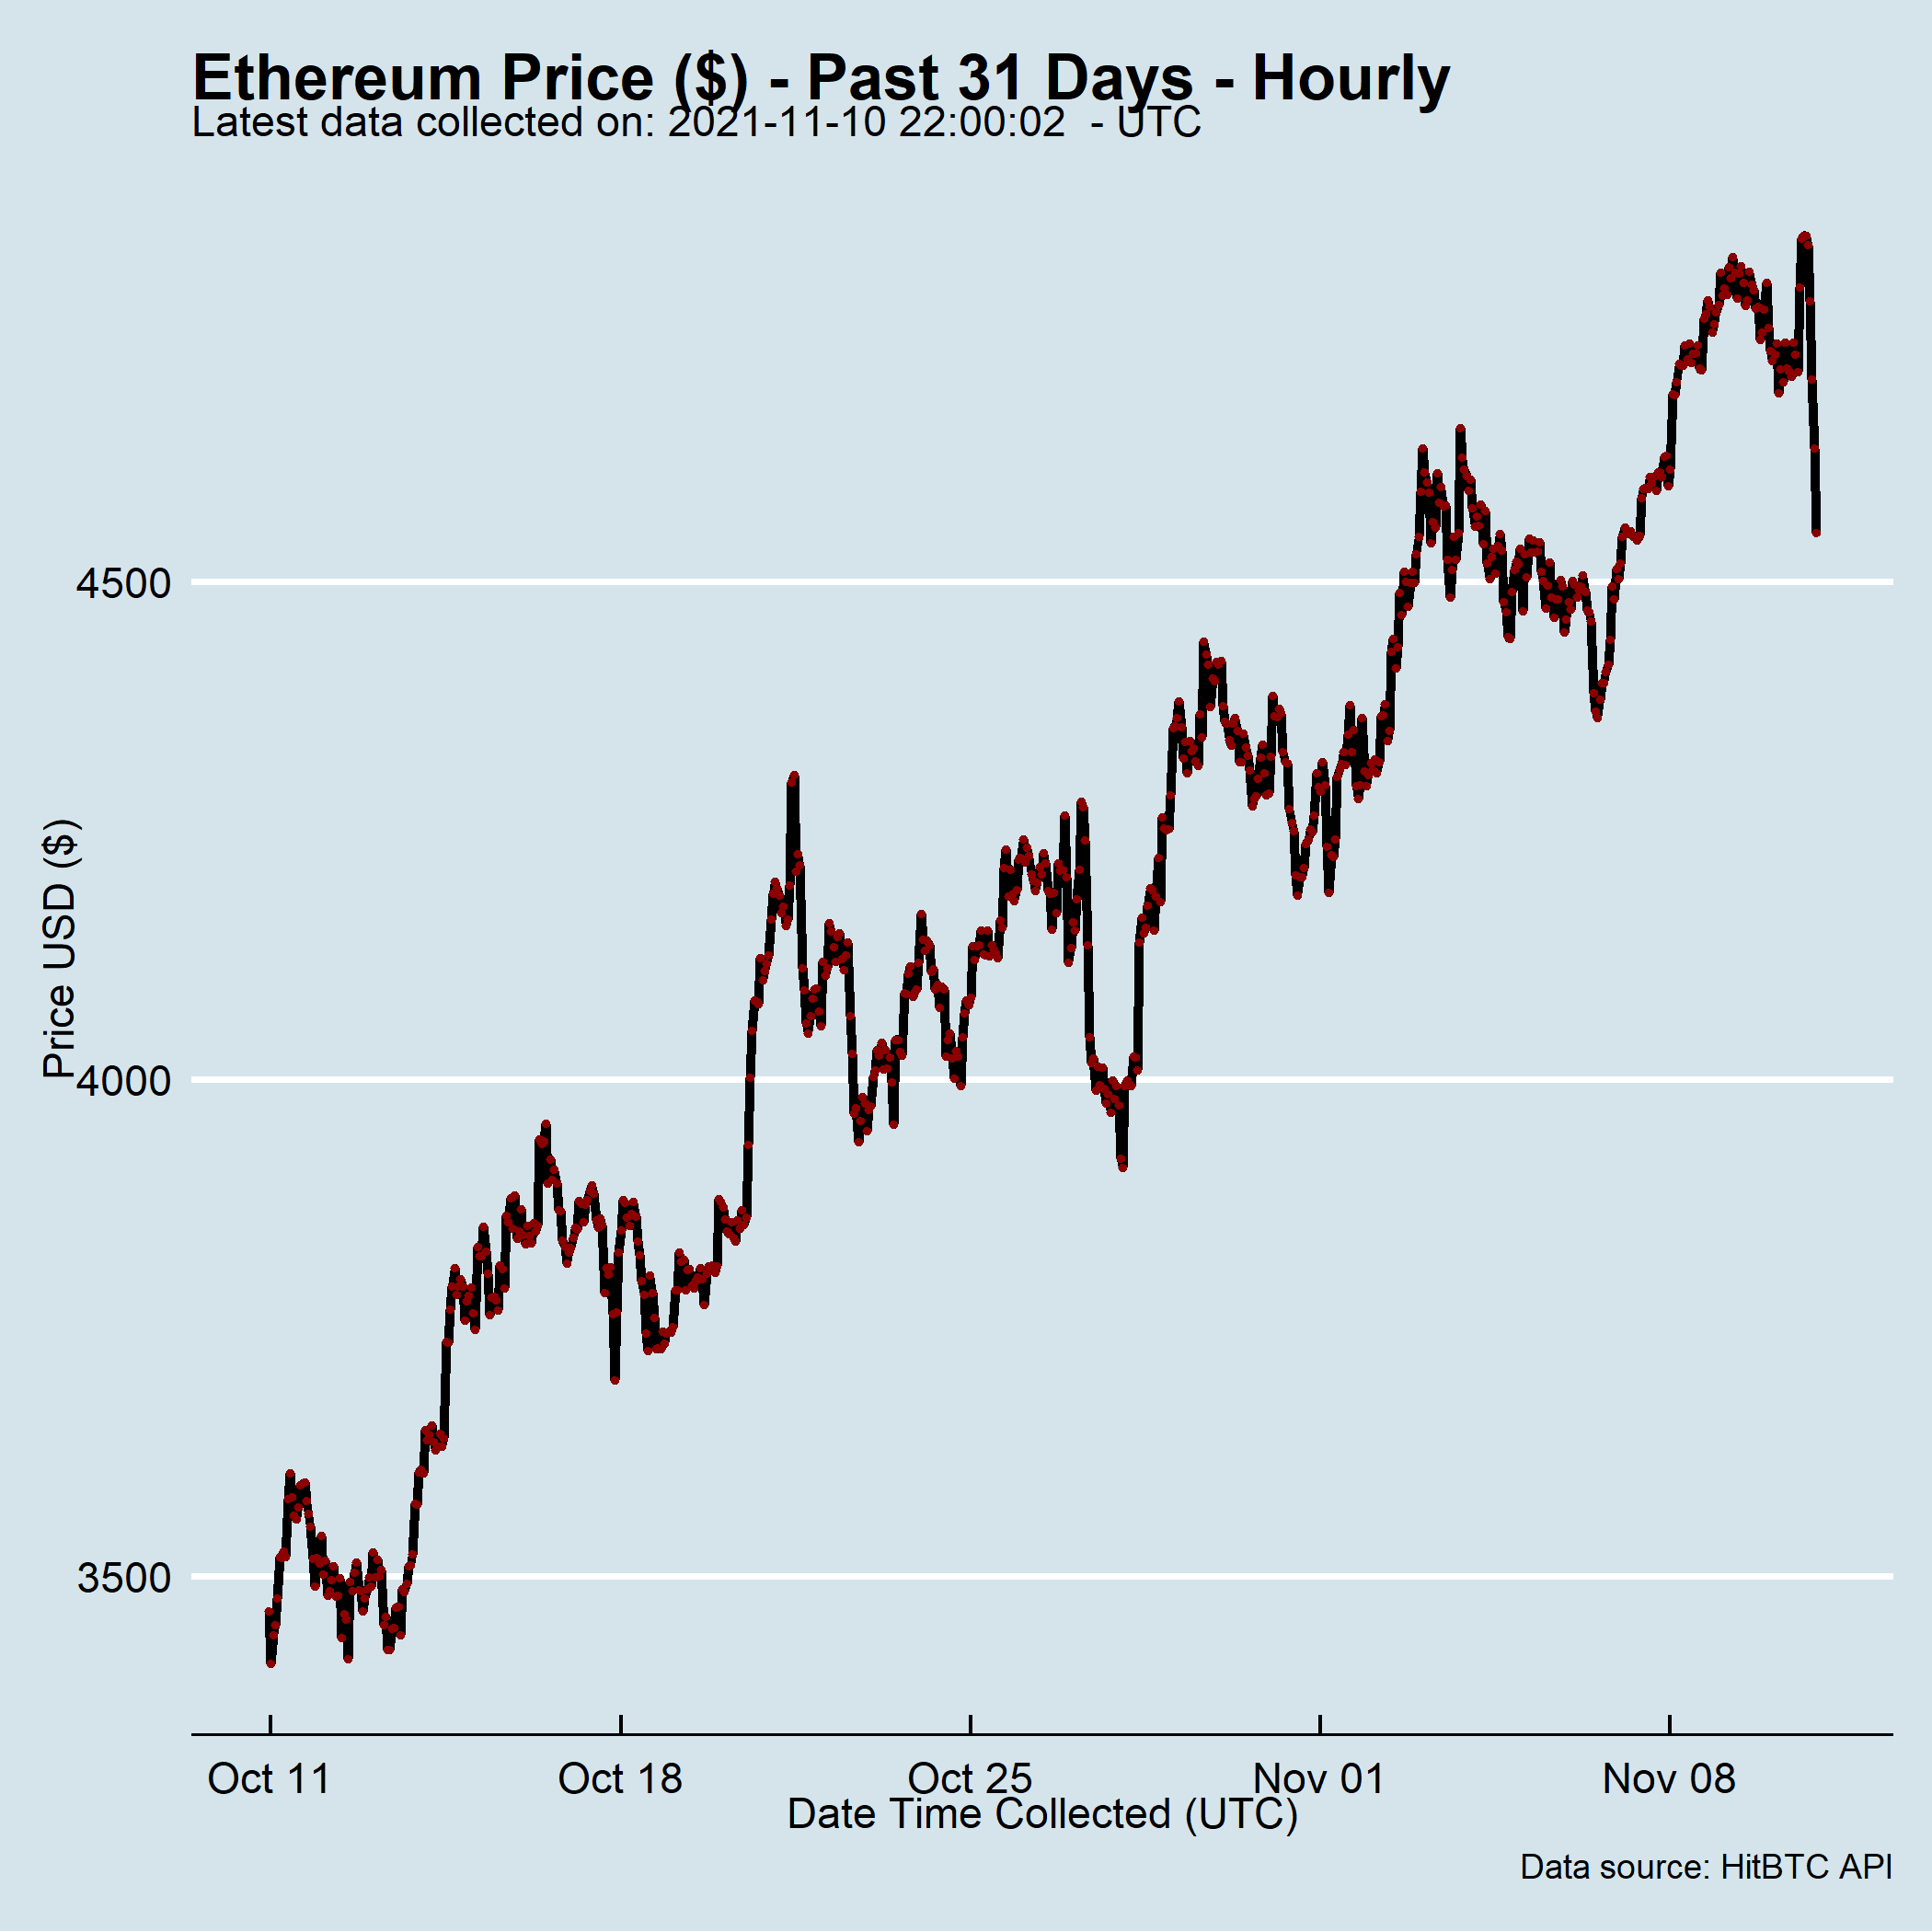 Ethereum Price ($) - Past 31 Days - Hourly
Latest data collected on: 2021-11-10 22:00:02  - UTC
Price USD ($)
4500
4000
3500
Oct 11 Oct 18 Oct 25 Nov 01 Nov 08
Date Time Collected (UTC)
Data source: HitBTC API